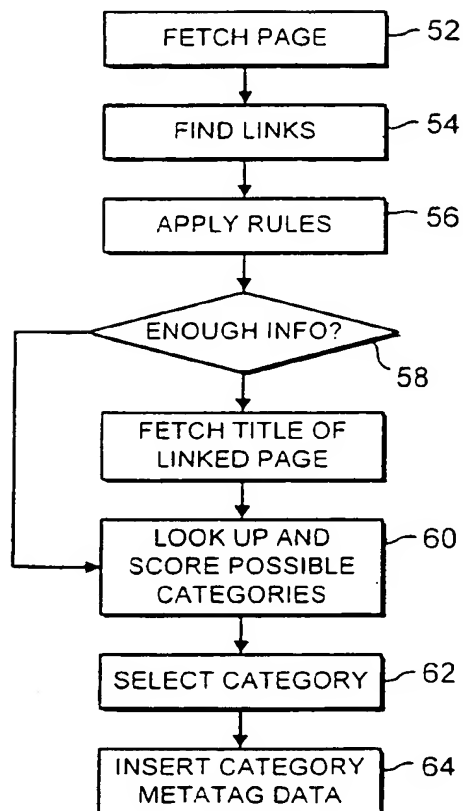 FETCH PAGE
52
FIND LINKS
54
APPLY RULES
56
ENOUGH INFO?
58
FETCH TITLE OF
LINKED PAGE
LOOK UP AND
SCORE POSSIBLE
CATEGORIES
60
SELECT CATEGORY
62
INSERT CATEGORY
METATAG DATA
64